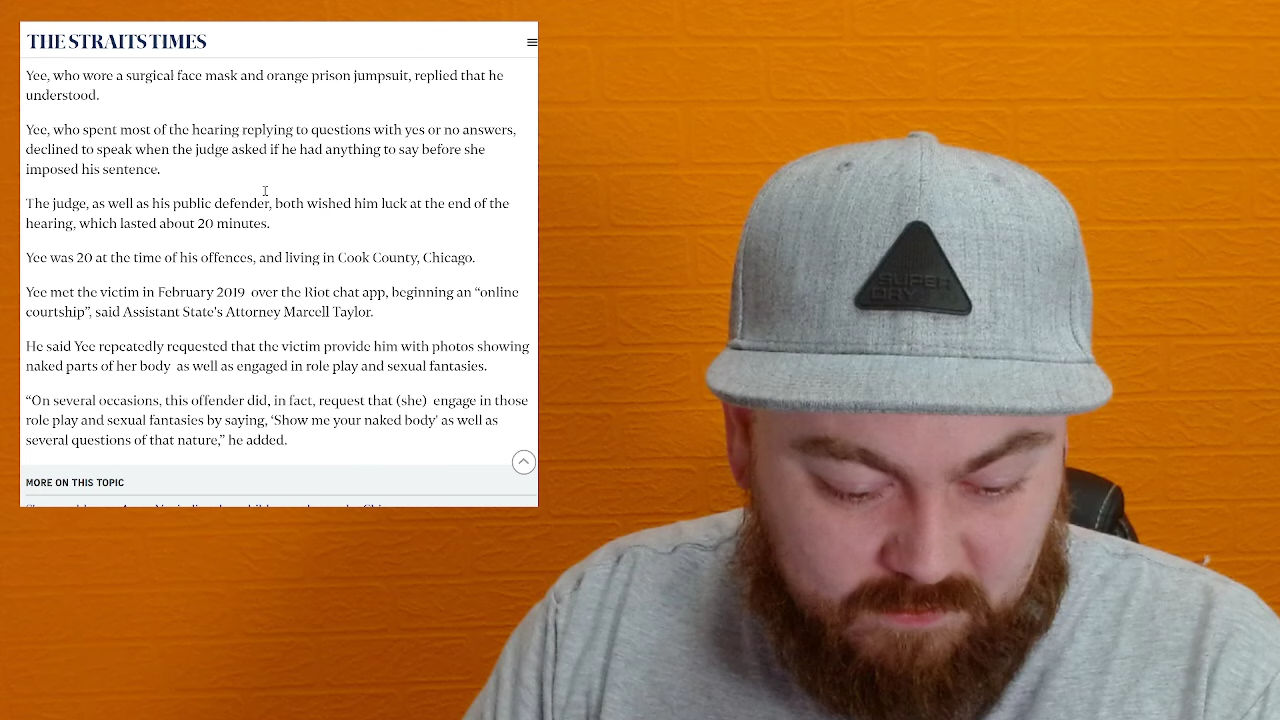 THE STRAITS TIMES
Yee, who wore a surgical face mask and orange prison jumpsuit, replied that he
understood.
Yee, who spent most of the hearing replying to questions with yes or no answers,
declined to speak when the judge asked if he had anything to say before she
imposed his sentence.
The judge, as well as his public defender, both wished him luck at the end of the
hearing, which lasted about 20 minutes.
Yee was 20 at the time of his offences, and living in Cook County, Chicago.
Yee met the victim in February 2019 over the Riot chat app, beginning an “online
courtship”, said Assistant State's Attorney Marcell Taylor.
He said Yee repeatedly requested that the victim provide him with photos showing
naked parts of her body as well as engaged in role play and sexual fantasies.
“On several occasions, this offender did, in fact, request that (she) engage in those
role play and sexual fantasies by saying, ‘Show me your naked body’ as well as
several questions of that nature,” he added.
MORE ON THIS TOPIC
SUPER
DRY